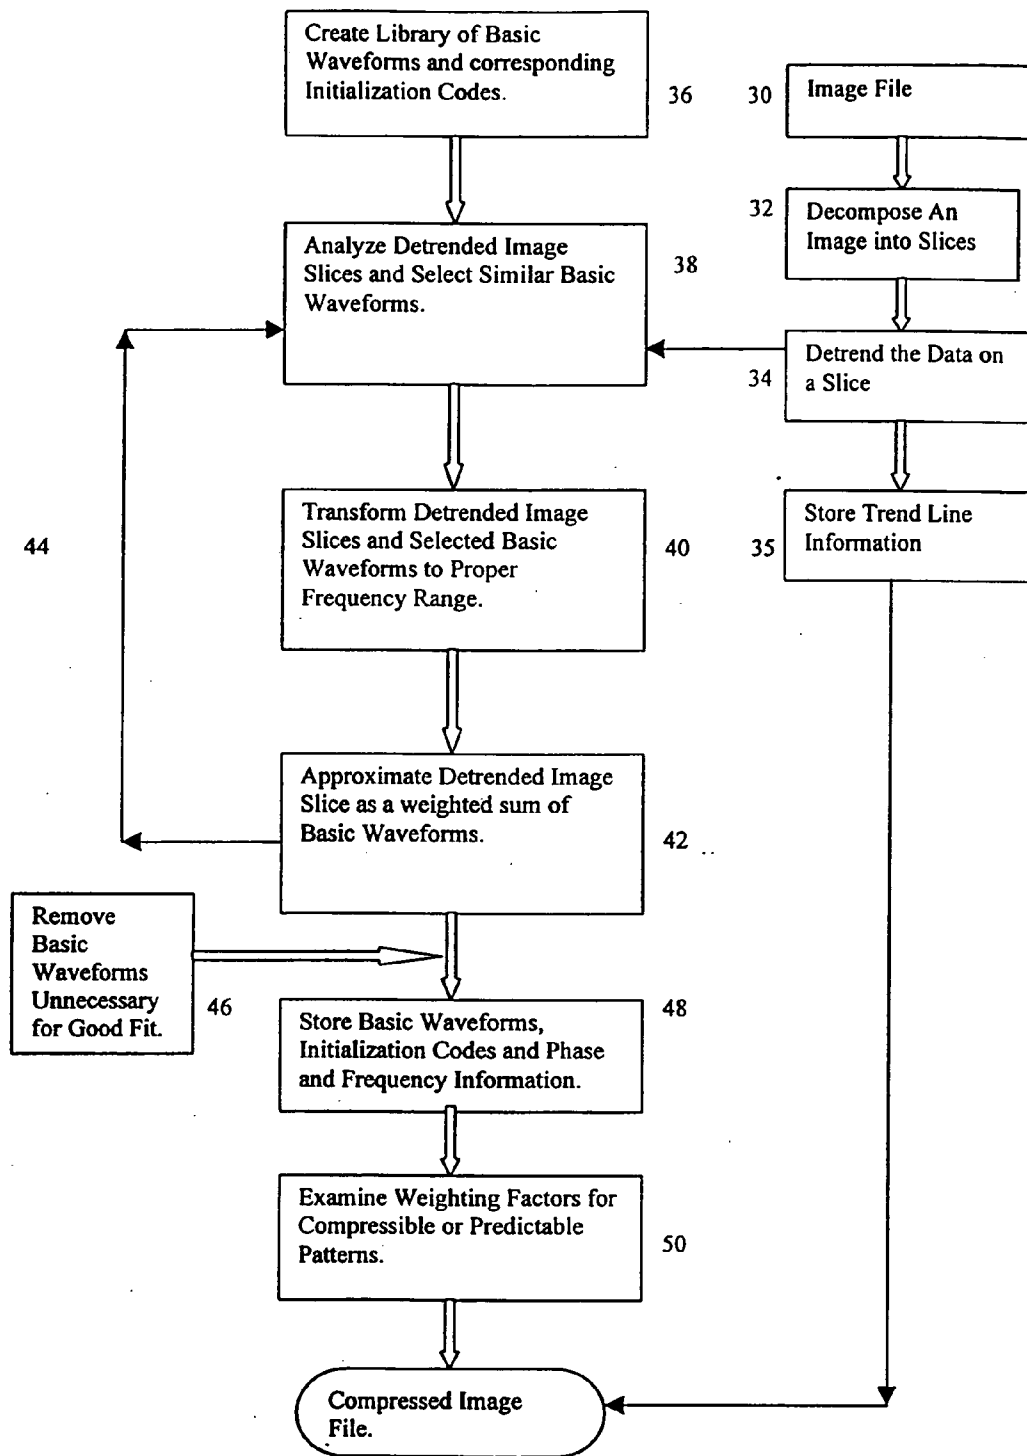 Create Library of Basic
Waveforms and corresponding
Initialization Codes.
36
30
Image File
32
Decompose An
Image into Slices
Analyze Detrended Image
Slices and Select Similar Basic
Waveforms.
38
34
Detrend the Data on
a Slice
44
Transform Detrended Image
Slices and Selected Basic
Waveforms to Proper
Frequency Range.
40
35
Store Trend Line
Information
Approximate Detrended Image
Slice as a weighted sum of
Basic Waveforms.
42
Remove
Basic
Waveforms
Unnecessary
for Good Fit.
46
Store Basic Waveforms,
Initialization Codes and Phase
and Frequency Information.
48
Examine Weighting Factors for
Compressible or Predictable
Patterns.
50
Compressed Image
File.